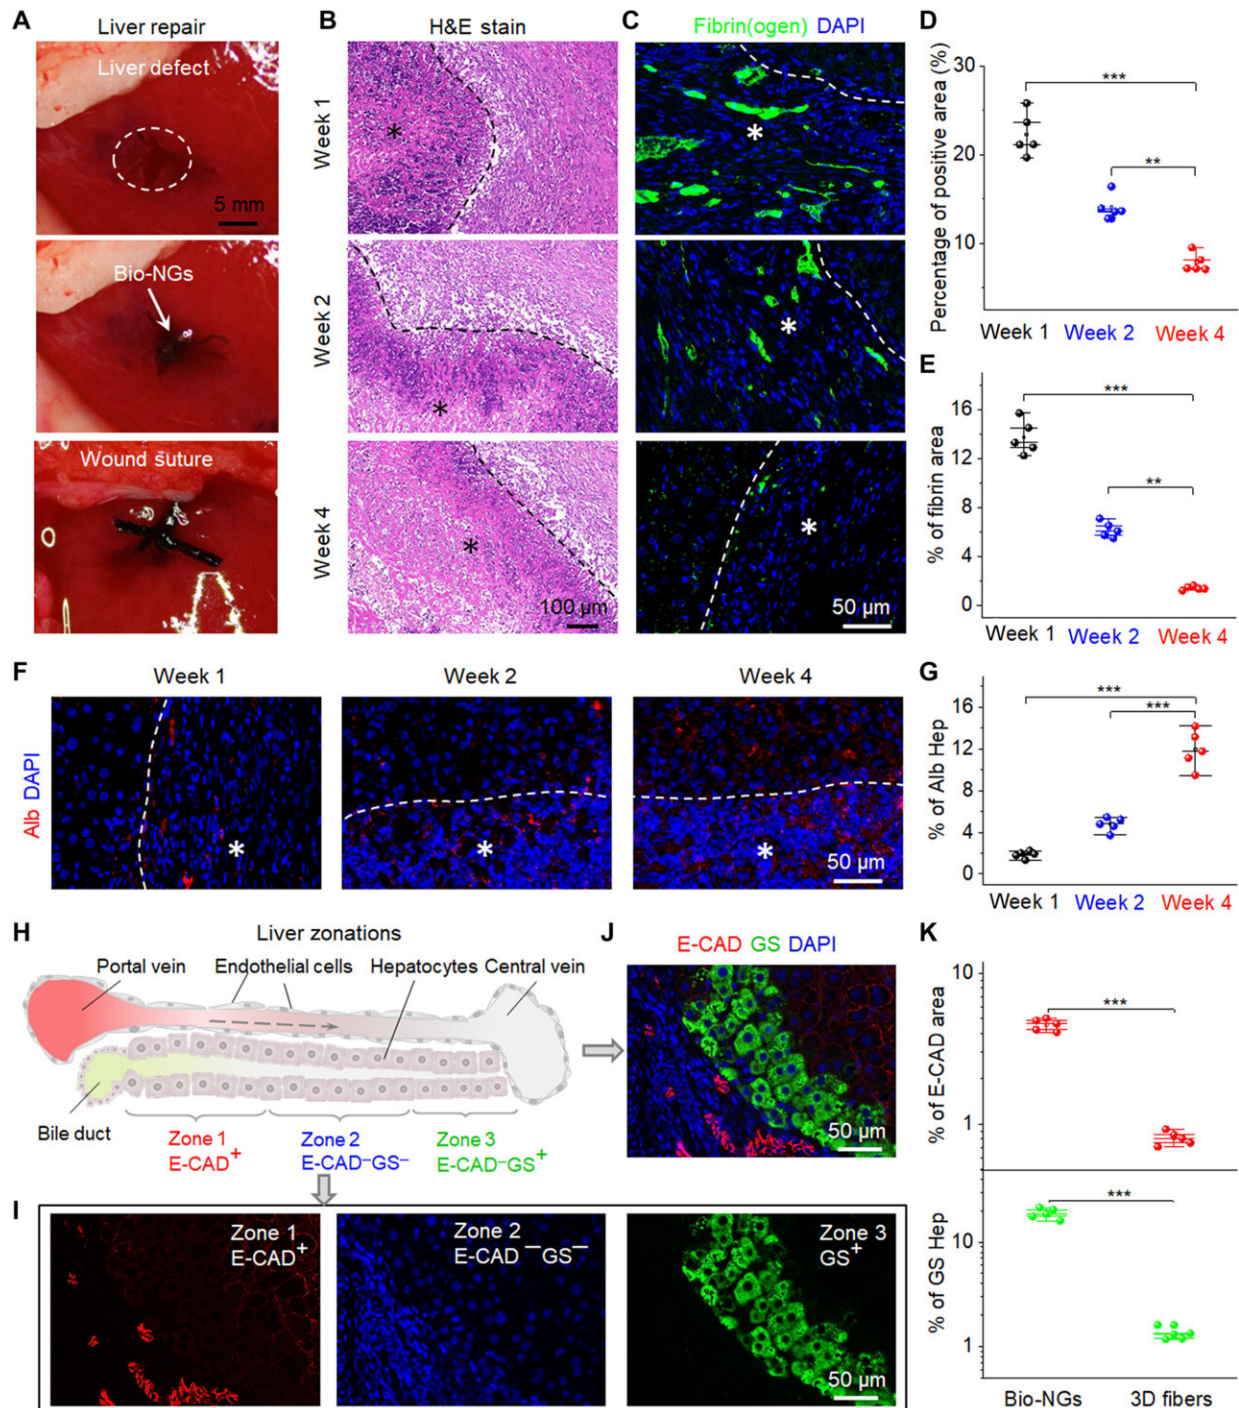 A
Liver repair
Liver defect
5 mm
Bio-NGs
Wound suture
B
H&E stain
Week 1
Week 2
Week 4
*
*
*
100 µm
C
Fibrin(ogen) DAPI
*
*
*
50 µm
D
Percentage of positive area (%)
30
20
10
***
**
Week 1 Week 2 Week 4
E
% of fibrin area
16
12
6
0
***
**
Week 1 Week 2 Week 4
F
Week 1 Week 2 Week 4
Alb DAPI
*
*
*
50 µm
G
% of Alb Hep
16
12
8
4
0
***
***
Week 1 Week 2 Week 4
H
Liver zonations
Portal vein Endothelial cells Hepatocytes Central vein
Bile duct
Zone 1 Zone 2 Zone 3
E-CAD+ E-CAD–GS– E-CAD–GS+
I
Zone 1
E-CAD+
Zone 2
E-CAD–GS–
Zone 3
GS+
50 µm
J
E-CAD GS DAPI
50 µm
K
% of E-CAD area
10
1
***
% of GS Hep
10
1
***
Bio-NGs 3D fibers